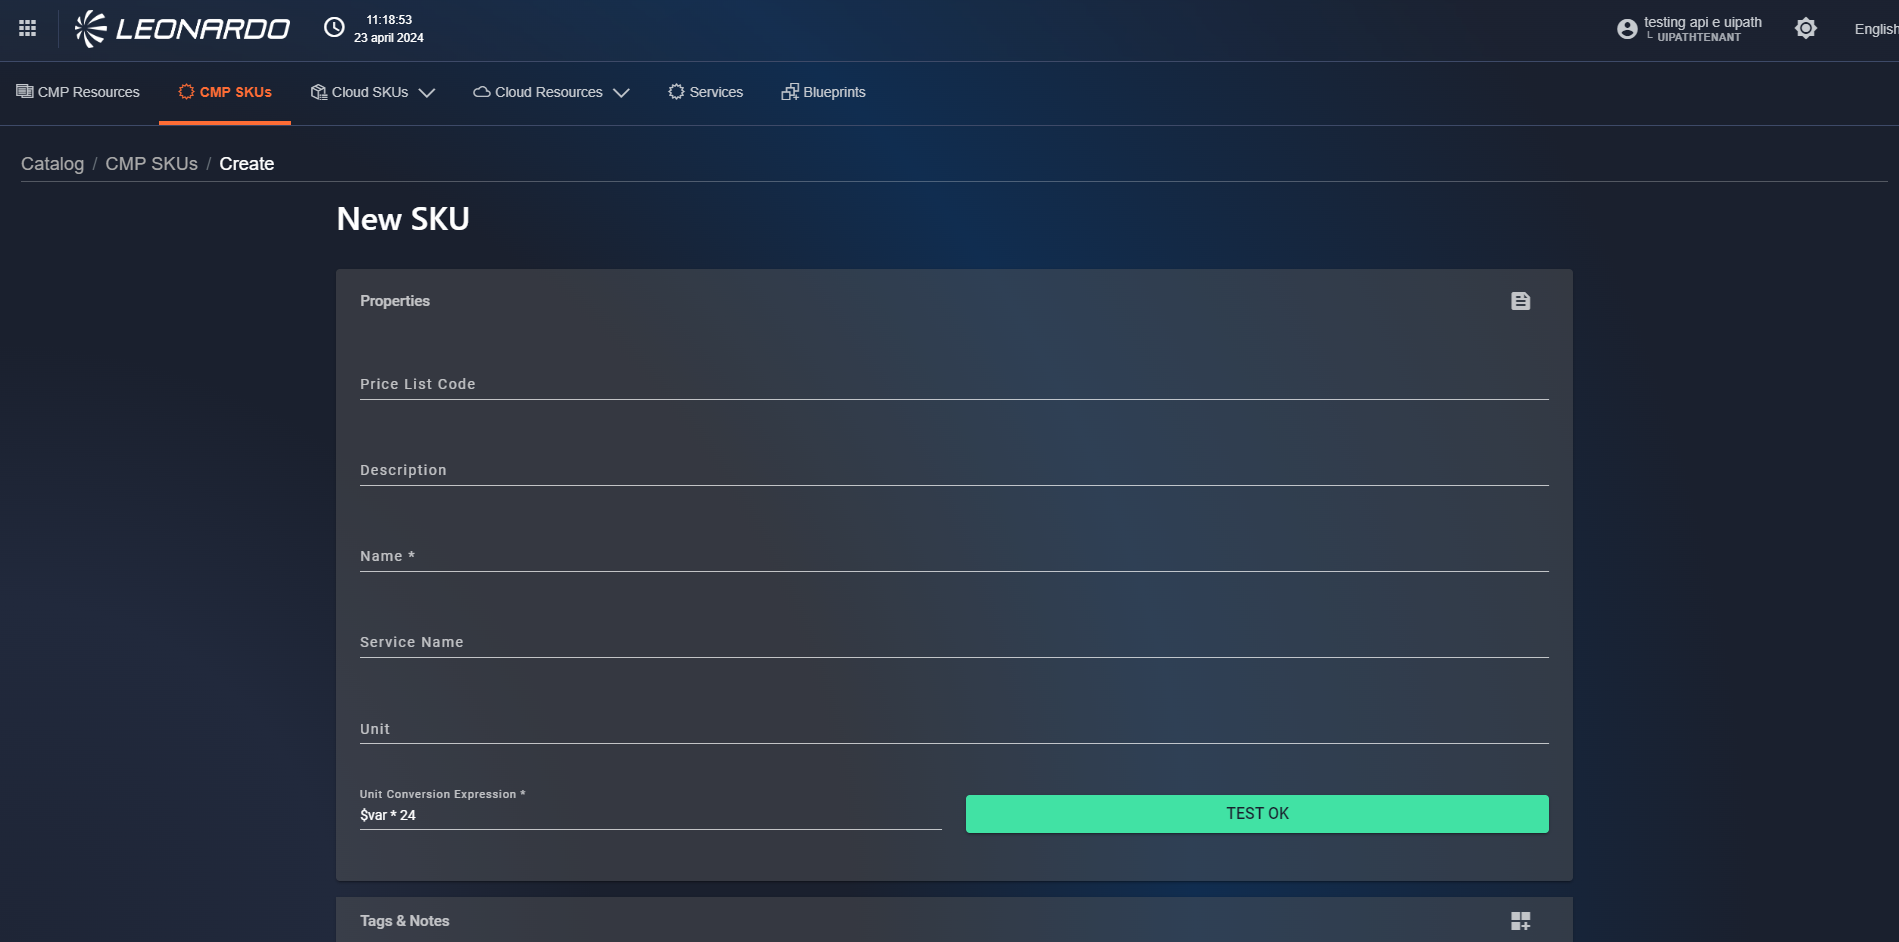 LEONARDO
11:18:53
23 april 2024
testing api e uipath
└ UIPATHTENANT
English
CMP Resources
CMP SKUs
Cloud SKUs
Cloud Resources
Services
Blueprints
Catalog / CMP SKUs / Create
New SKU
Properties
Price List Code
Description
Name *
Service Name
Unit
Unit Conversion Expression *
$var * 24
TEST OK
Tags & Notes